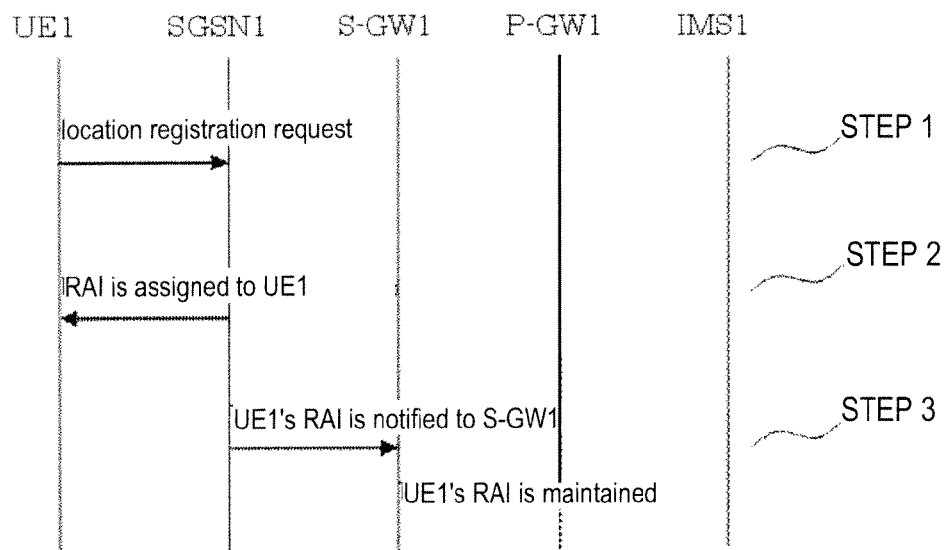 UE1 SGSN1 S-GW1 P-GW1 IMS1
location registration request
STEP 1
RAI is assigned to UE1
STEP 2
UE1's RAI is notified to S-GW1
STEP 3
UE1's RAI is maintained